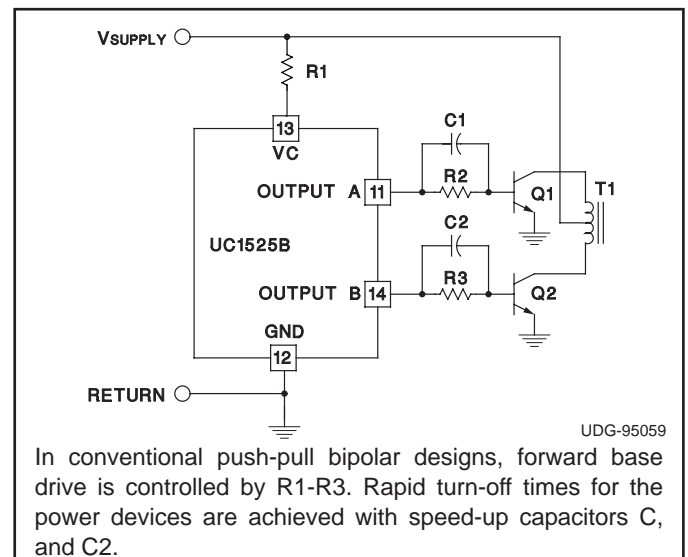 VSUPPLY
R1
13
VC
C1
OUTPUT A 11
R2
Q1
T1
UC1525B
C2
OUTPUT B 14
R3
Q2
GND
12
RETURN
UDG-95059
In conventional push-pull bipolar designs, forward base
drive is controlled by R1-R3. Rapid turn-off times for the
power devices are achieved with speed-up capacitors C,
and C2.